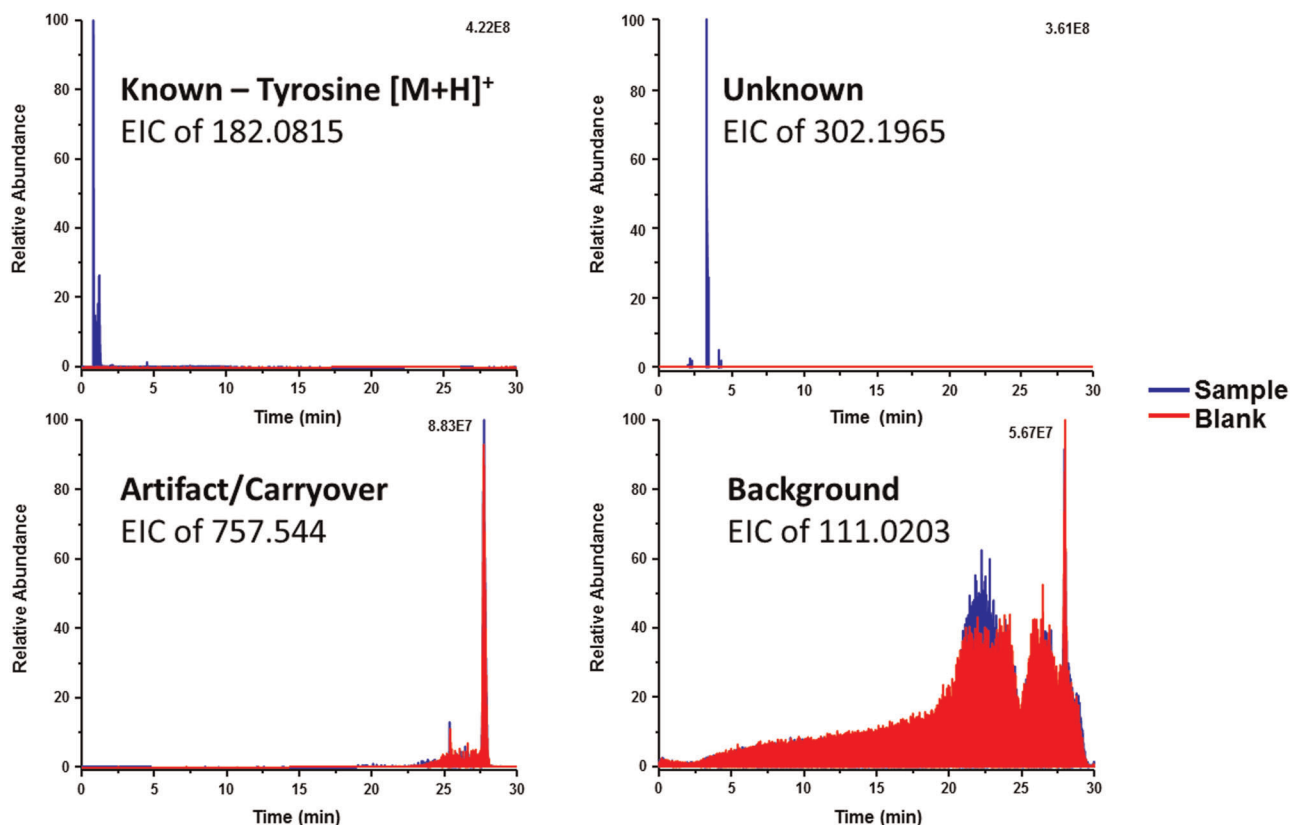 4.22E8
Known – Tyrosine [M+H]⁺
EIC of 182.0815
Relative Abundance
100
80
60
40
20
0
0 5 10 15 20 25 30
Time (min)
3.61E8
Unknown
EIC of 302.1965
Relative Abundance
100
80
60
40
20
0
0 5 10 15 20 25 30
Time (min)
Sample
Blank
8.83E7
Artifact/Carryover
EIC of 757.544
Relative Abundance
100
80
60
40
20
0
0 5 10 15 20 25 30
Time (min)
5.67E7
Background
EIC of 111.0203
Relative Abundance
100
80
60
40
20
0
0 5 10 15 20 25 30
Time (min)